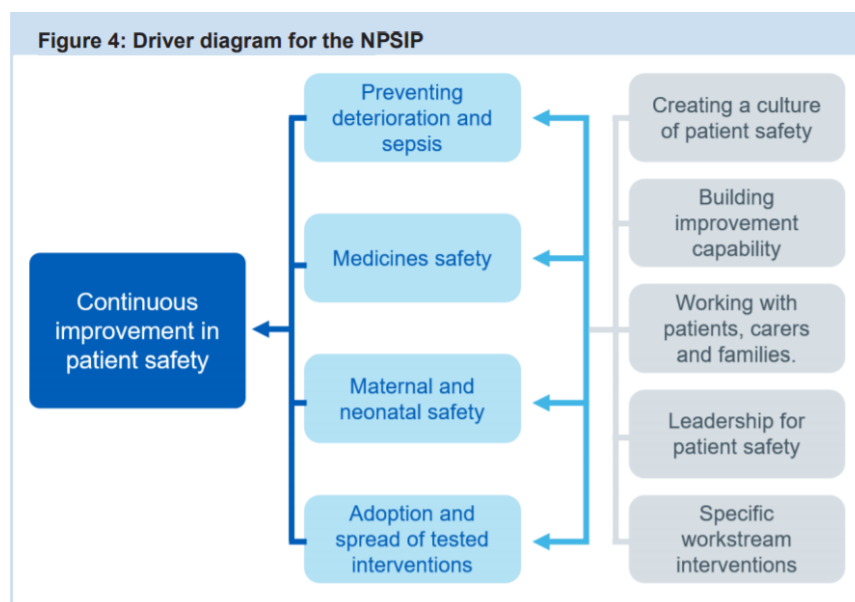 Figure 4: Driver diagram for the NPSIP
Continuous
improvement in
patient safety
Preventing
deterioration and
sepsis
Medicines safety
Maternal and
neonatal safety
Adoption and
spread of tested
interventions
Creating a culture
of patient safety
Building
improvement
capability
Working with
patients, carers
and families.
Leadership for
patient safety
Specific
workstream
interventions